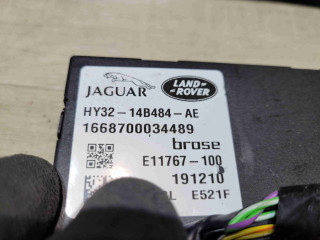 JAGUAR LAND ROVER
HY32-14B484-AE
1668700034489
brose
E11767-100
191210
E521F